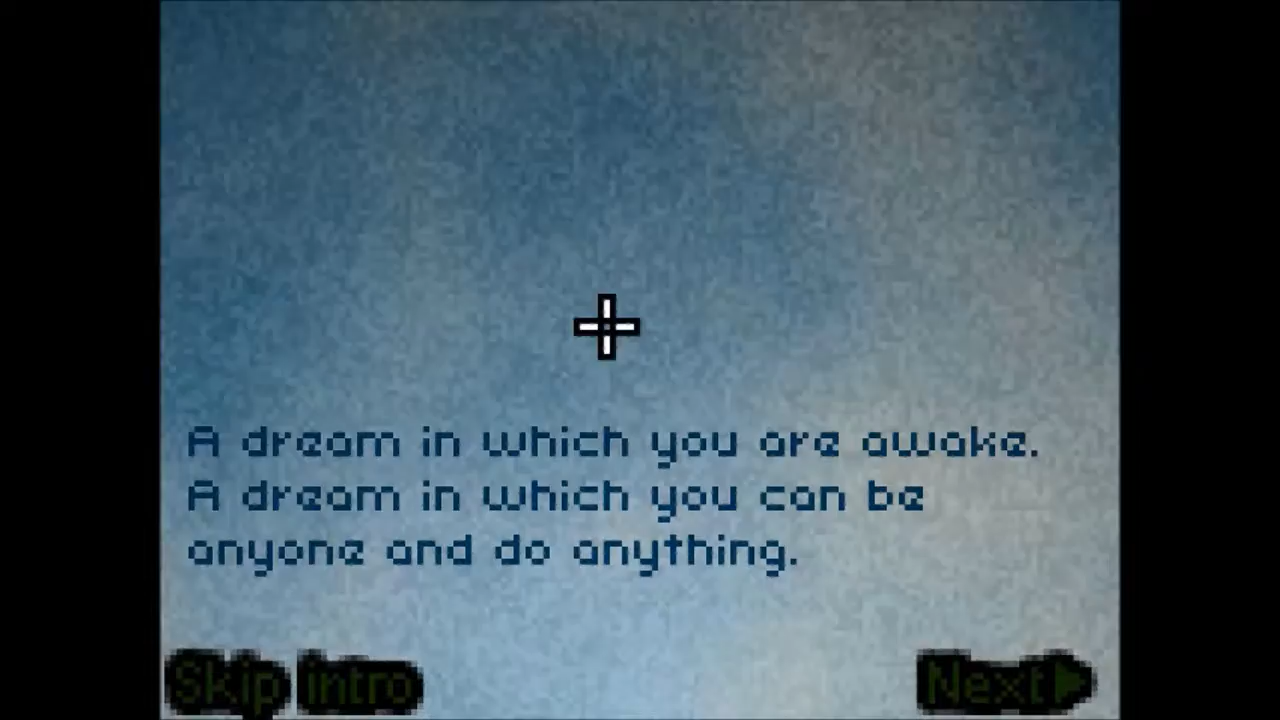 A dream in which you are awake.
A dream in which you can be
anyone and do anything.
Skip intro
Next